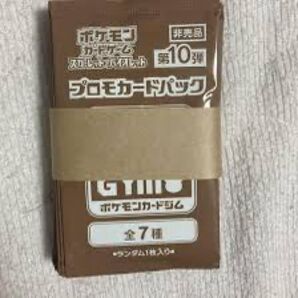 ポケモン
カードゲーム
スカーレット&バイオレット
非売品
第10弾
プロモカードパック
GYM
ポケモンカードジム
全7種
•ランダム1枚入り•